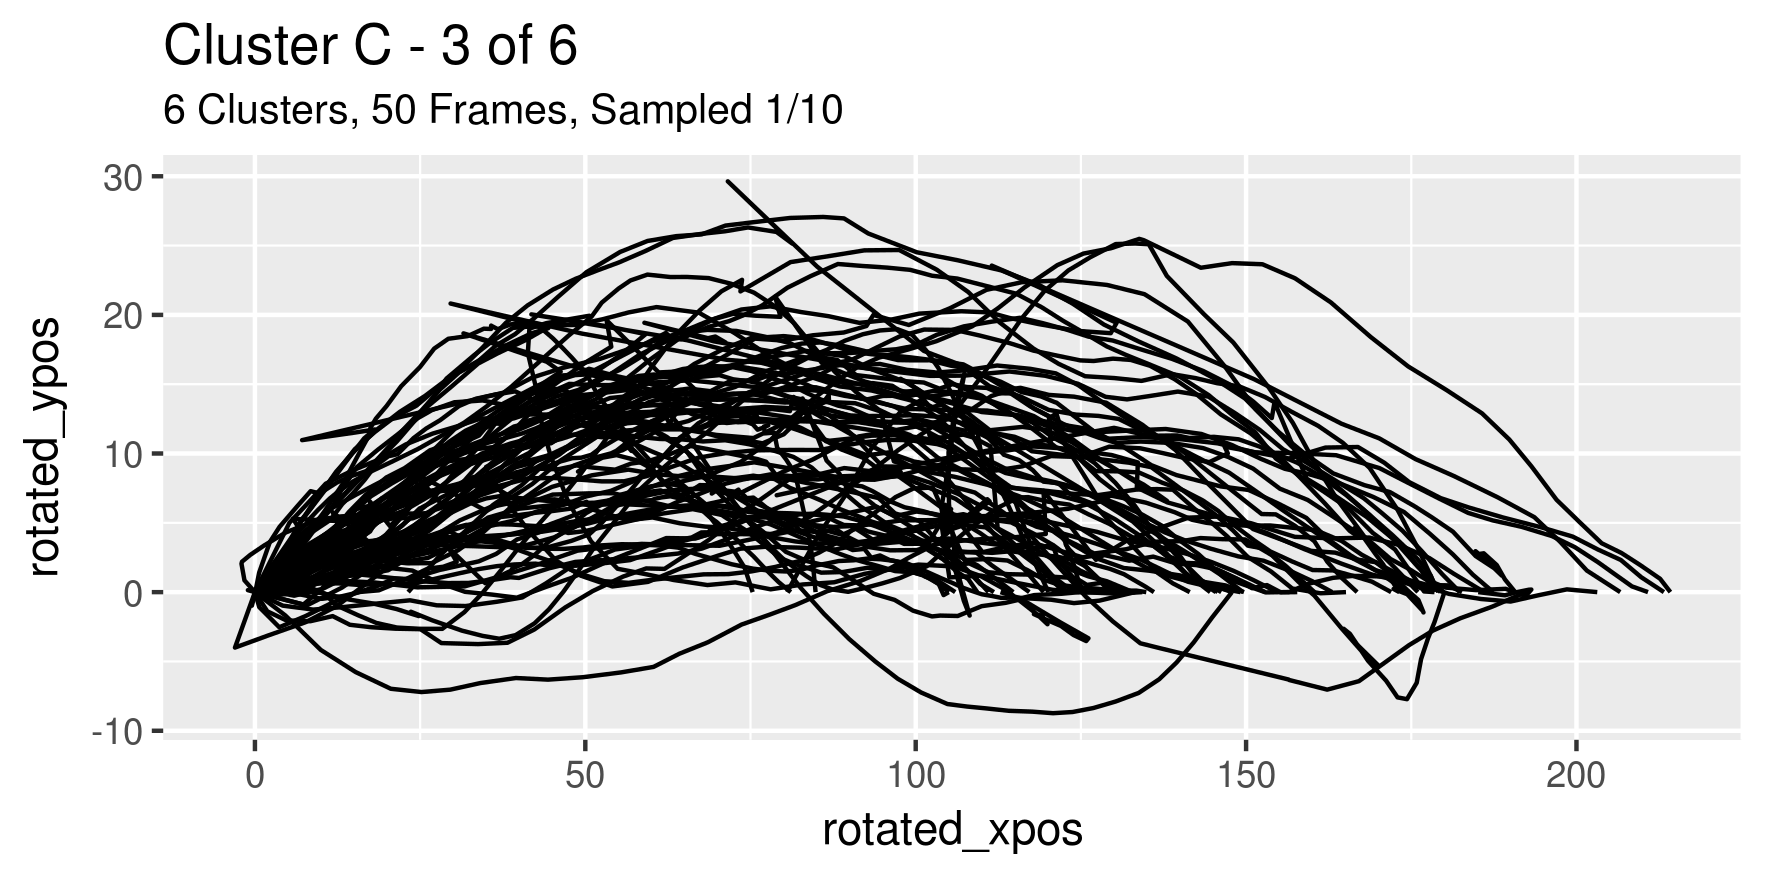 Cluster C - 3 of 6
6 Clusters, 50 Frames, Sampled 1/10
30
20
10
0
-10
rotated_ypos
0 50 100 150 200
rotated_xpos